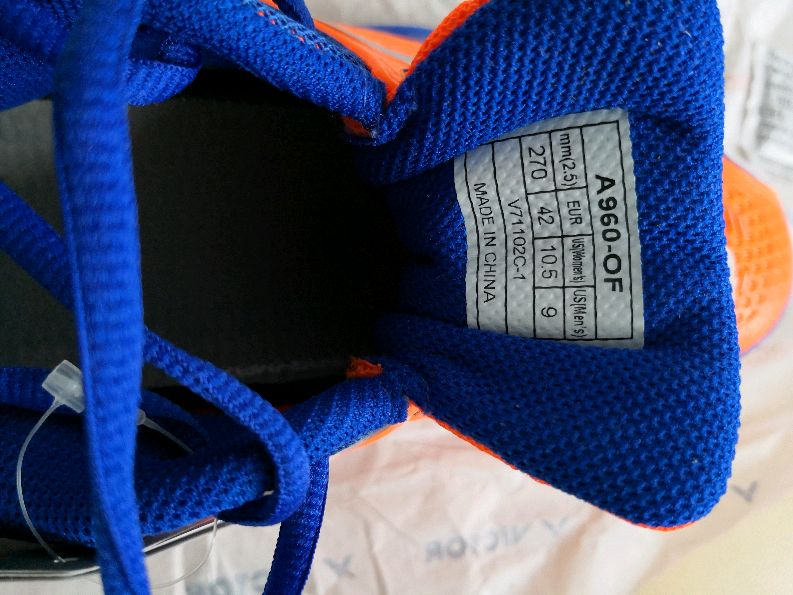 A960-OF
mm(2.5) EUR US(Women's) US(Men's)
270 42 10.5 9
V71102C-1
MADE IN CHINA
VICTOR
VICTOR